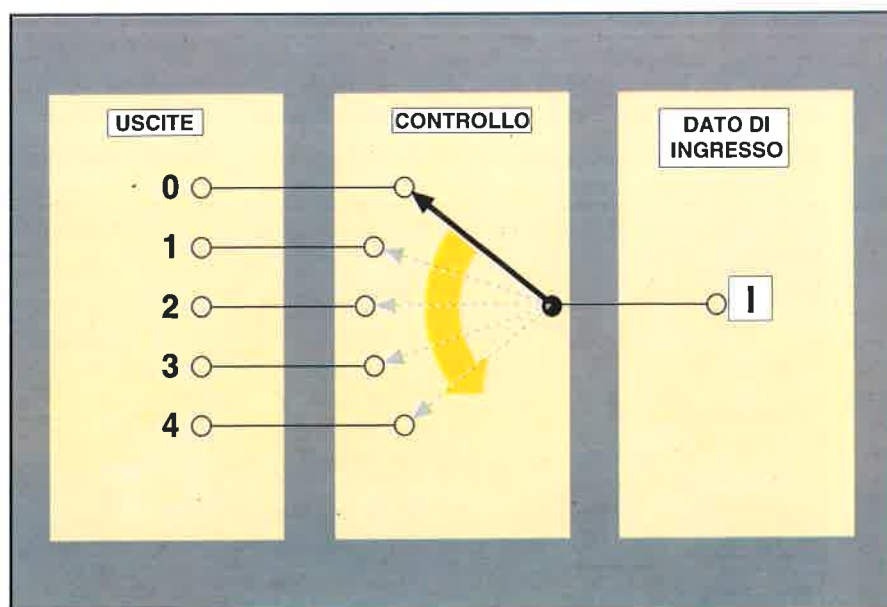 USCITE
CONTROLLO
DATO DI
INGRESSO
0
1
2
3
4
I